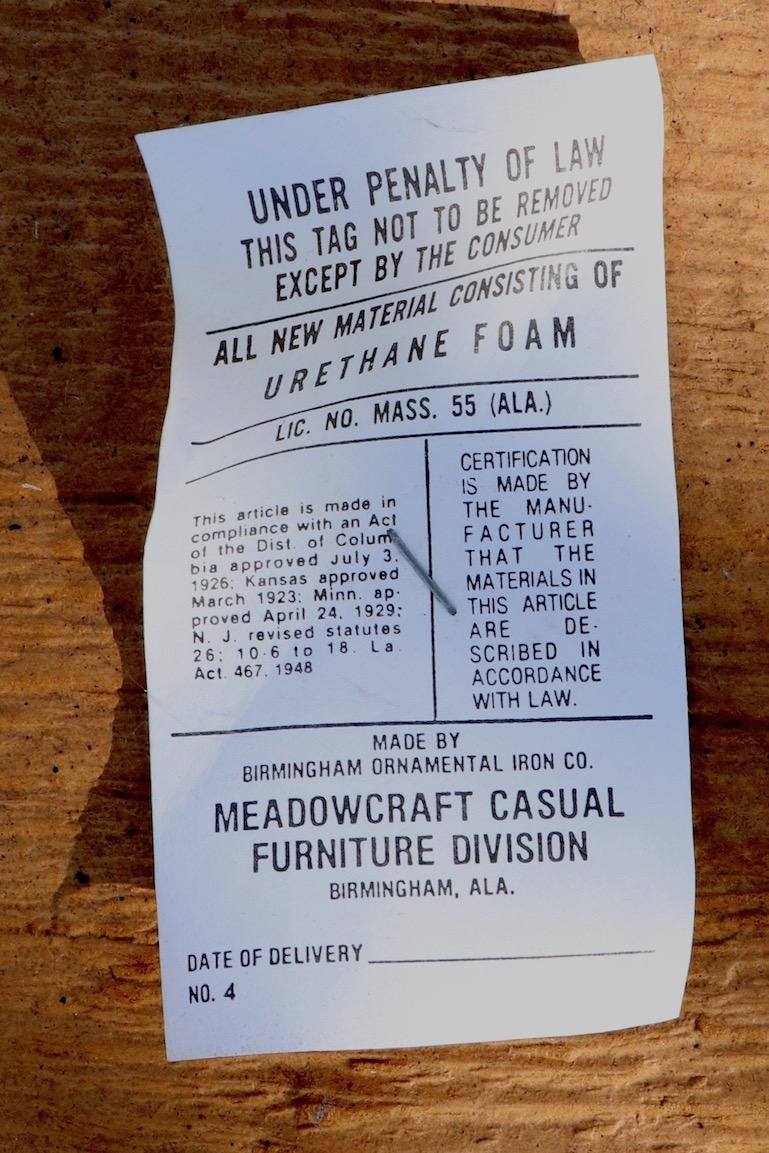 UNDER PENALTY OF LAW
THIS TAG NOT TO BE REMOVED
EXCEPT BY THE CONSUMER
ALL NEW MATERIAL CONSISTING OF
URETHANE FOAM
LIC. NO. MASS. 55 (ALA.)
This article is made in
compliance with an Act
of the Dist. of Colum
bia approved July 3,
1926; Kansas approved
March 1923; Minn. ap-
proved April 24, 1929;
N. J. revised statutes
26; 10-6 to 18. La.
Act. 467, 1948
CERTIFICATION
IS MADE BY
THE MANU-
FACTURER
THAT THE
MATERIALS IN
THIS ARTICLE
ARE DE-
SCRIBED IN
ACCORDANCE
WITH LAW.
MADE BY
BIRMINGHAM ORNAMENTAL IRON CO.
MEADOWCRAFT CASUAL
FURNITURE DIVISION
BIRMINGHAM, ALA.
DATE OF DELIVERY
NO. 4